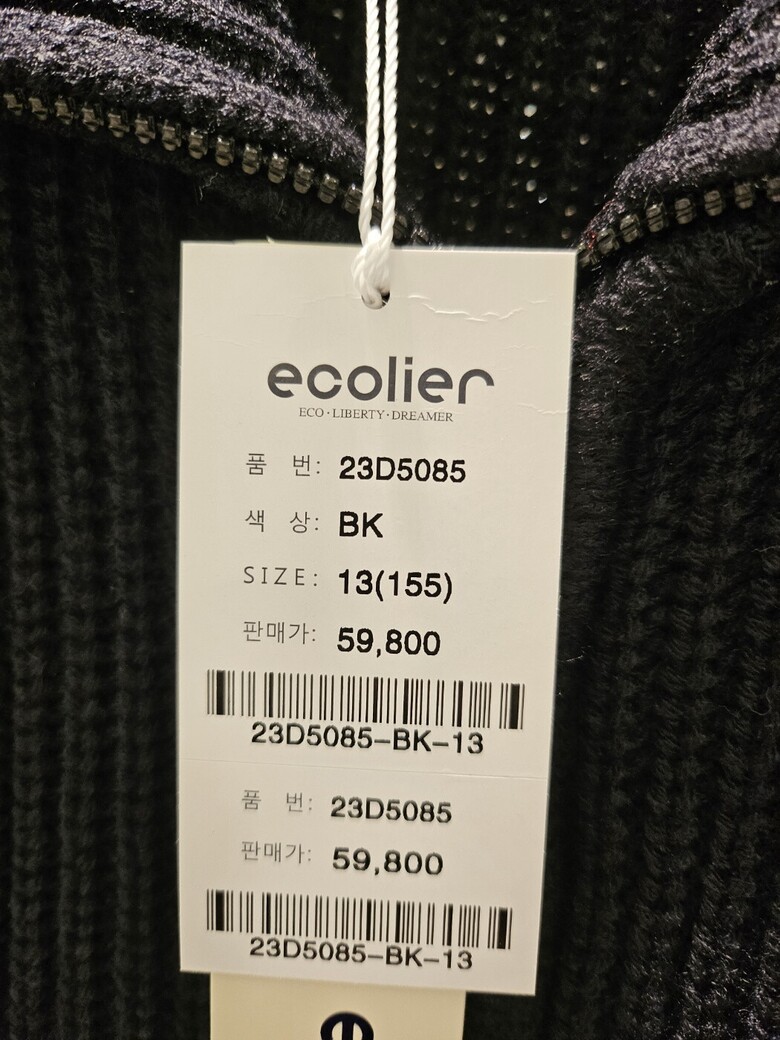 ecolier
ECO·LIBERTY·DREAMER
품 번: 23D5085
색 상: BK
SIZE: 13(155)
판매가: 59,800
23D5085-BK-13
품 번: 23D5085
판매가: 59,800
23D5085-BK-13